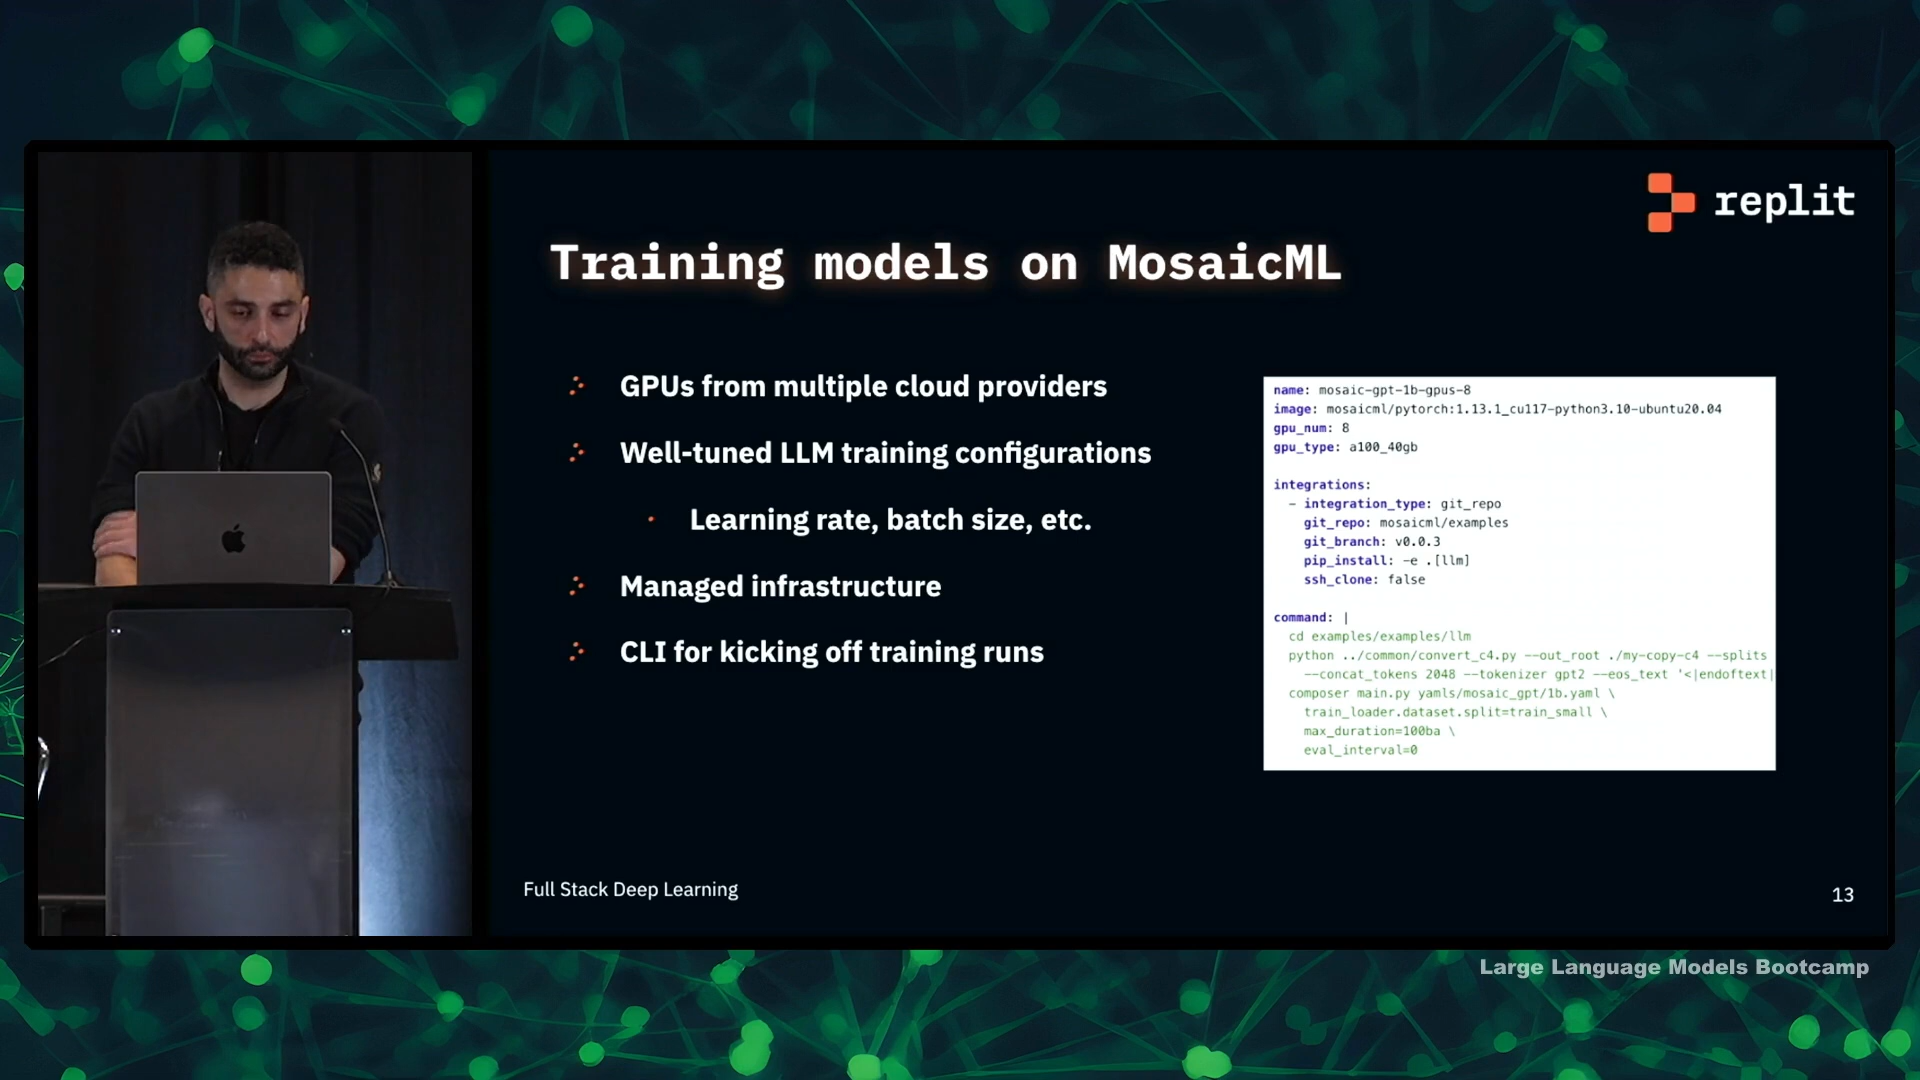 replit
Training models on MosaicML
GPUs from multiple cloud providers
Well-tuned LLM training configurations
Learning rate, batch size, etc.
Managed infrastructure
CLI for kicking off training runs
name: mosaic-gpt-1b-gpus-8
image: mosaicml/pytorch:1.13.1_cu117-python3.10-ubuntu20.04
gpu_num: 8
gpu_type: a100_40gb
integrations:
- integration_type: git_repo
git_repo: mosaicml/examples
git_branch: v0.0.3
pip_install: -e .[llm]
ssh_clone: false
command: |
cd examples/examples/llm
python ../common/convert_c4.py --out_root ./my-copy-c4 --splits
--concat_tokens 2048 --tokenizer gpt2 --eos_text '<|endoftext|
composer main.py yamls/mosaic_gpt/1b.yaml \
train_loader.dataset.split=train_small \
max_duration=100ba \
eval_interval=0
Full Stack Deep Learning
13
Large Language Models Bootcamp